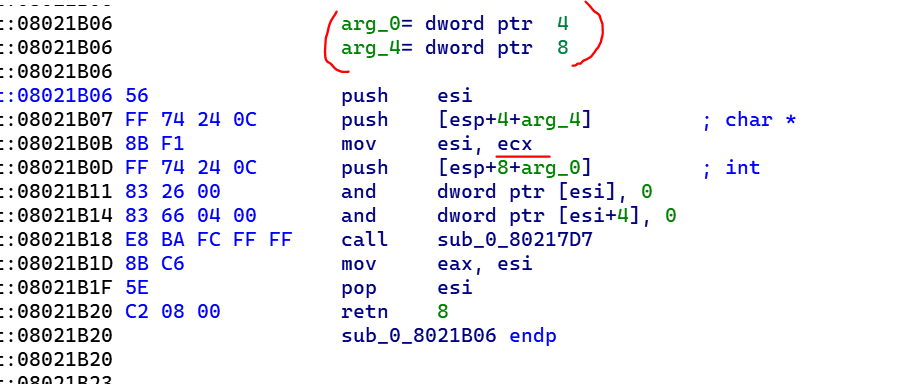 t:08021B06 arg_0= dword ptr  4
t:08021B06 arg_4= dword ptr  8
t:08021B06
t:08021B06 56 push    esi
t:08021B07 FF 74 24 0C push    [esp+4+arg_4] ; char *
t:08021B0B 8B F1 mov     esi, ecx
t:08021B0D FF 74 24 0C push    [esp+8+arg_0] ; int
t:08021B11 83 26 00 and     dword ptr [esi], 0
t:08021B14 83 66 04 00 and     dword ptr [esi+4], 0
t:08021B18 E8 BA FC FF FF call    sub_0_80217D7
t:08021B1D 8B C6 mov     eax, esi
t:08021B1F 5E pop     esi
t:08021B20 C2 08 00 retn    8
t:08021B20 sub_0_8021B06 endp
t:08021B20